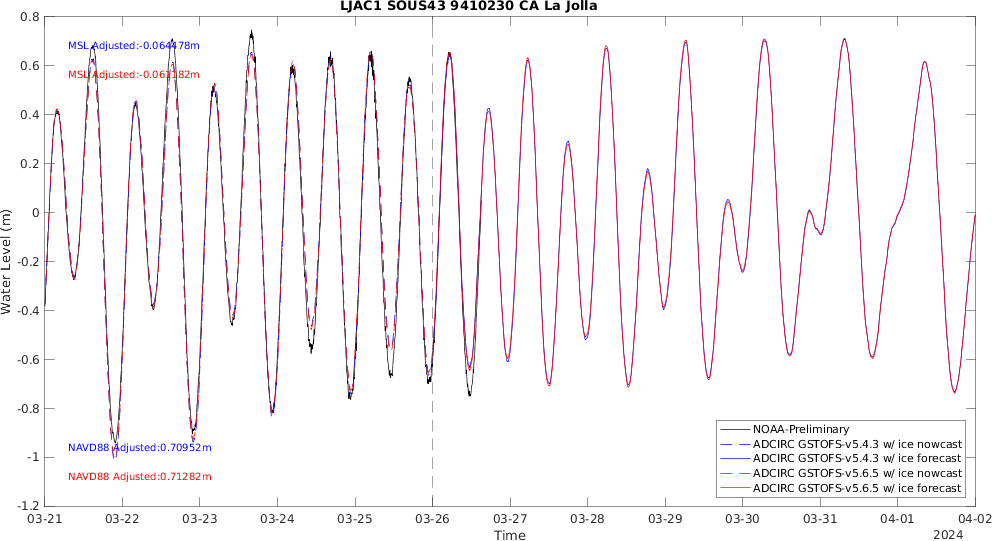 LJAC1 SOUS43 9410230 CA La Jolla
0.8
0.6
0.4
0.2
0
-0.2
-0.4
-0.6
-0.8
-1
-1.2
Water Level (m)
MSL Adjusted:-0.064478m
MSL Adjusted:-0.061182m
NAVD88 Adjusted:0.70952m
NAVD88 Adjusted:0.71282m
NOAA-Preliminary
ADCIRC GSTOFS-v5.4.3 w/ ice nowcast
ADCIRC GSTOFS-v5.4.3 w/ ice forecast
ADCIRC GSTOFS-v5.6.5 w/ ice nowcast
ADCIRC GSTOFS-v5.6.5 w/ ice forecast
03-21 03-22 03-23 03-24 03-25 03-26 03-27 03-28 03-29 03-30 03-31 04-01 04-02
Time
2024